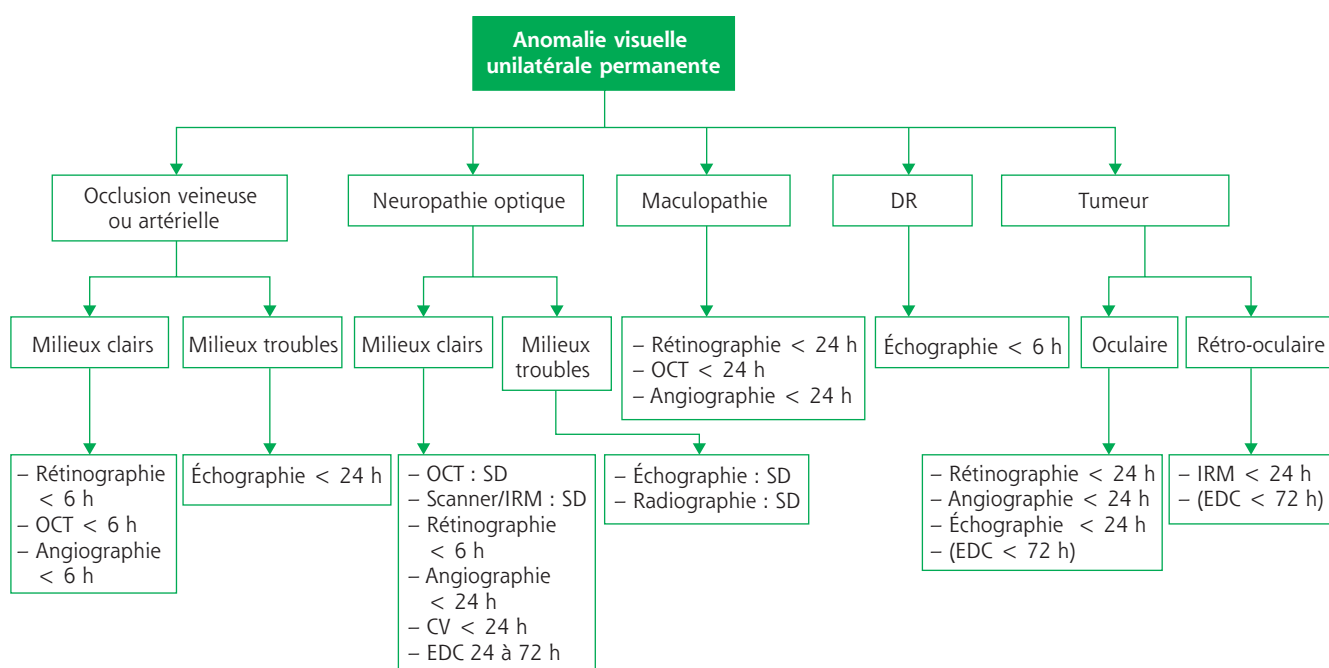 Anomalie visuelle
unilatérale permanente
Occlusion veineuse
ou artérielle
Neuropathie optique
Maculopathie
DR
Tumeur
Milieux clairs
Milieux troubles
Milieux clairs
Milieux
troubles
– Rétinographie < 24 h
– OCT < 24 h
– Angiographie < 24 h
Échographie < 6 h
Oculaire
Rétro-oculaire
– Rétinographie
< 6 h
– OCT < 6 h
– Angiographie
< 6 h
Échographie < 24 h
– OCT : SD
– Scanner/IRM : SD
– Rétinographie
< 6 h
– Angiographie
< 24 h
– CV < 24 h
– EDC 24 à 72 h
– Échographie : SD
– Radiographie : SD
– Rétinographie < 24 h
– Angiographie < 24 h
– Échographie < 24 h
– (EDC < 72 h)
– IRM < 24 h
– (EDC < 72 h)